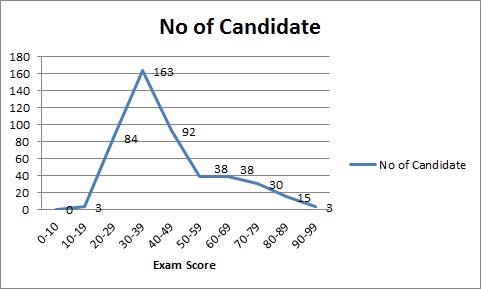 No of Candidate
180
160
140
120
100
80
60
40
20
0
0 3 84 163 92 38 38 30 15 3
0-10 10-19 20-29 30-39 40-49 50-59 60-69 70-79 80-89 90-99
Exam Score
No of Candidate